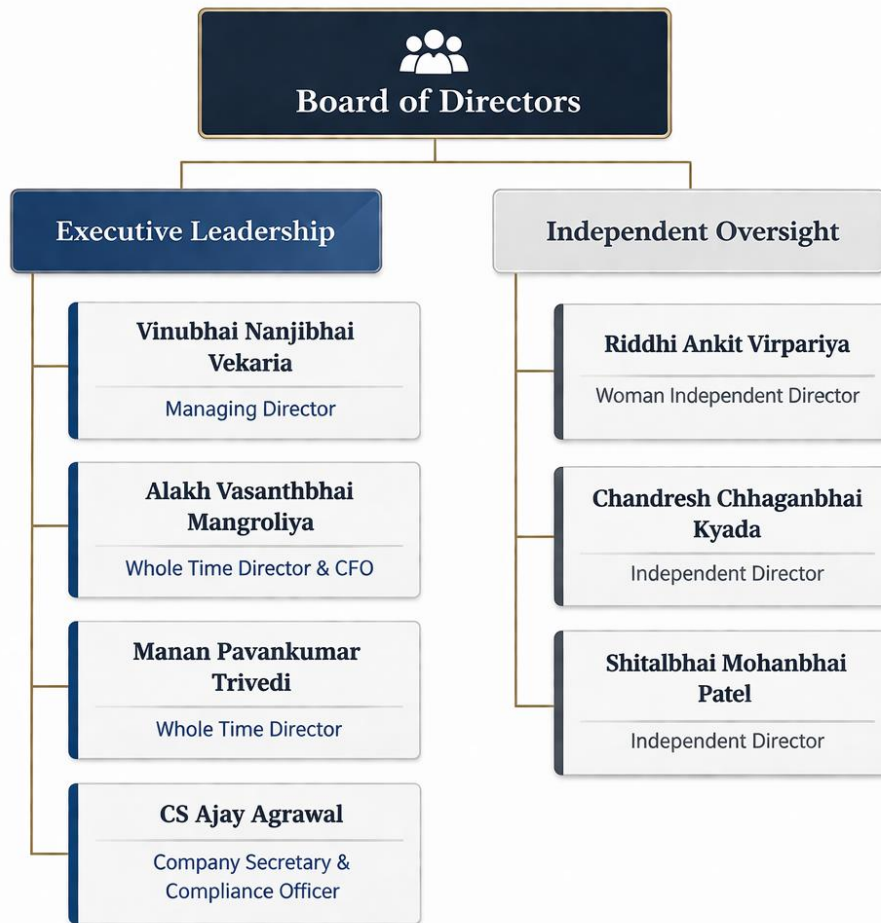 Board of Directors
Executive Leadership
Vinubhai Nanjibhai
Vekaria
Managing Director
Alakh Vasanthbhai
Mangroliya
Whole Time Director & CFO
Manan Pavankumar
Trivedi
Whole Time Director
CS Ajay Agrawal
Company Secretary &
Compliance Officer
Independent Oversight
Riddhi Ankit Virpariya
Woman Independent Director
Chandresh Chhaganbhai
Kyada
Independent Director
Shitalbhai Mohanbhai
Patel
Independent Director